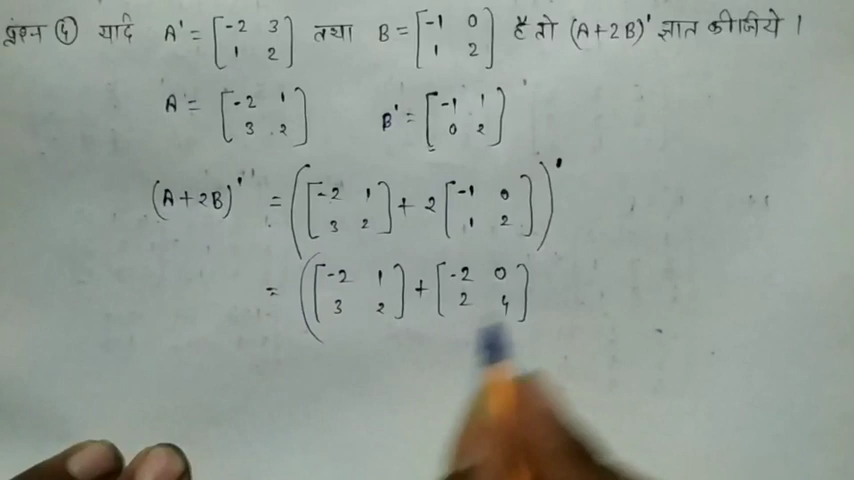 प्रश्न ५ यदि A' = [-2 3; 1 2] तथा B = [-1 0; 1 2] है तो (A+2B)' ज्ञात कीजिये ।
A = [-2 1; 3 2] B' = [-1 1; 0 2]
(A+2B)' = ([-2 1; 3 2] + 2[-1 0; 1 2])'
= ([-2 1; 3 2] + [-2 0; 2 4]